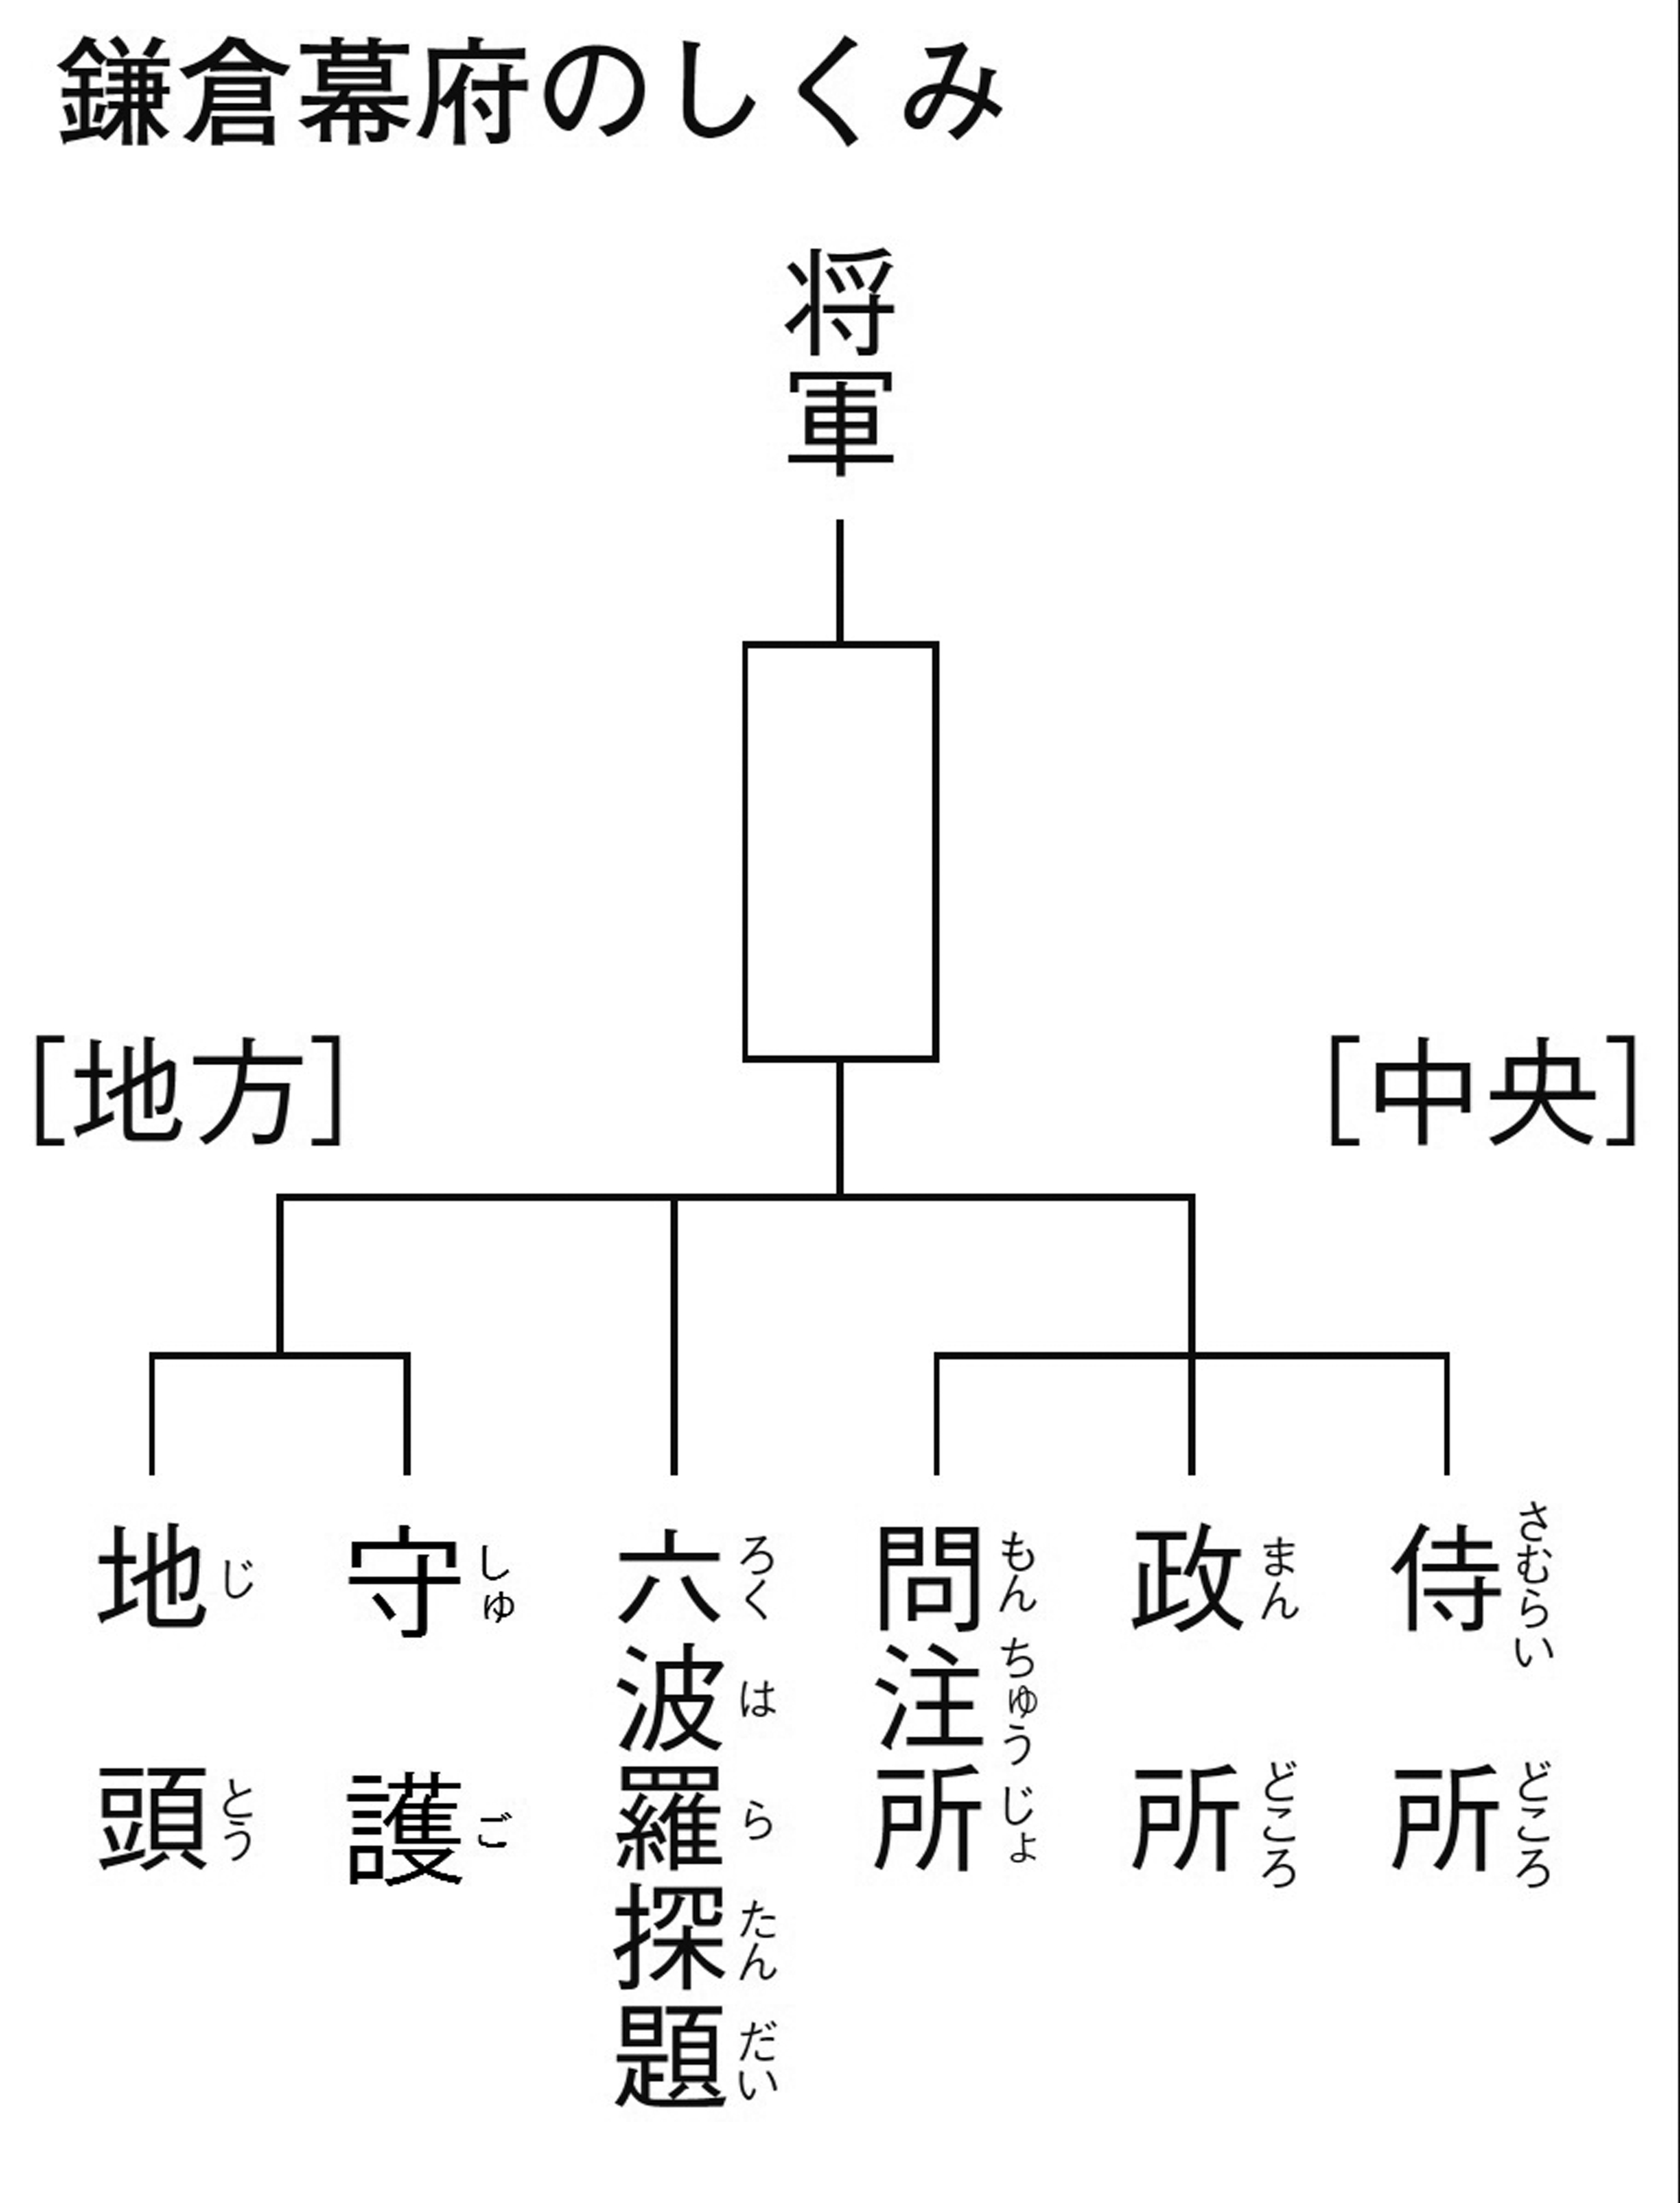 鎌倉幕府のしくみ
将軍
［中央］
［地方］
侍所
さむらいどころ
政所
まんどころ
問注所
もんちゅうじょ
六波羅探題
ろくはらたんだい
守護
しゅご
地頭
じとう